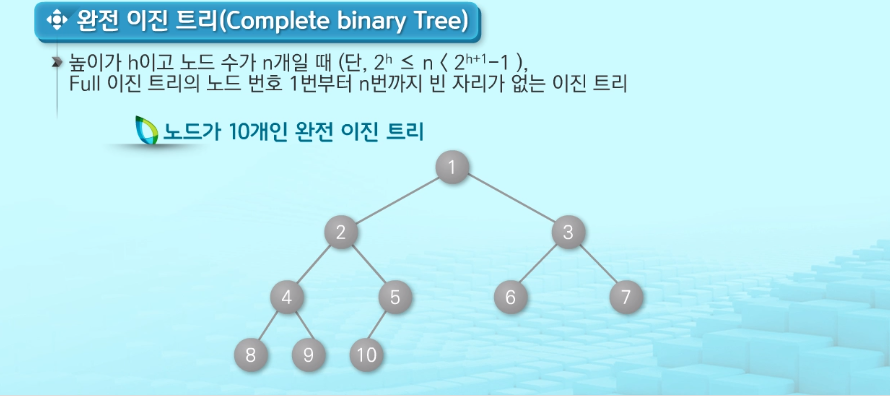 완전 이진 트리(Complete binary Tree)
높이가 h이고 노드 수가 n개일 때 (단, 2ʰ ≤ n < 2ʰ⁺¹-1 ),
Full 이진 트리의 노드 번호 1번부터 n번까지 빈 자리가 없는 이진 트리
노드가 10개인 완전 이진 트리
1
2 3
4 5 6 7
8 9 10